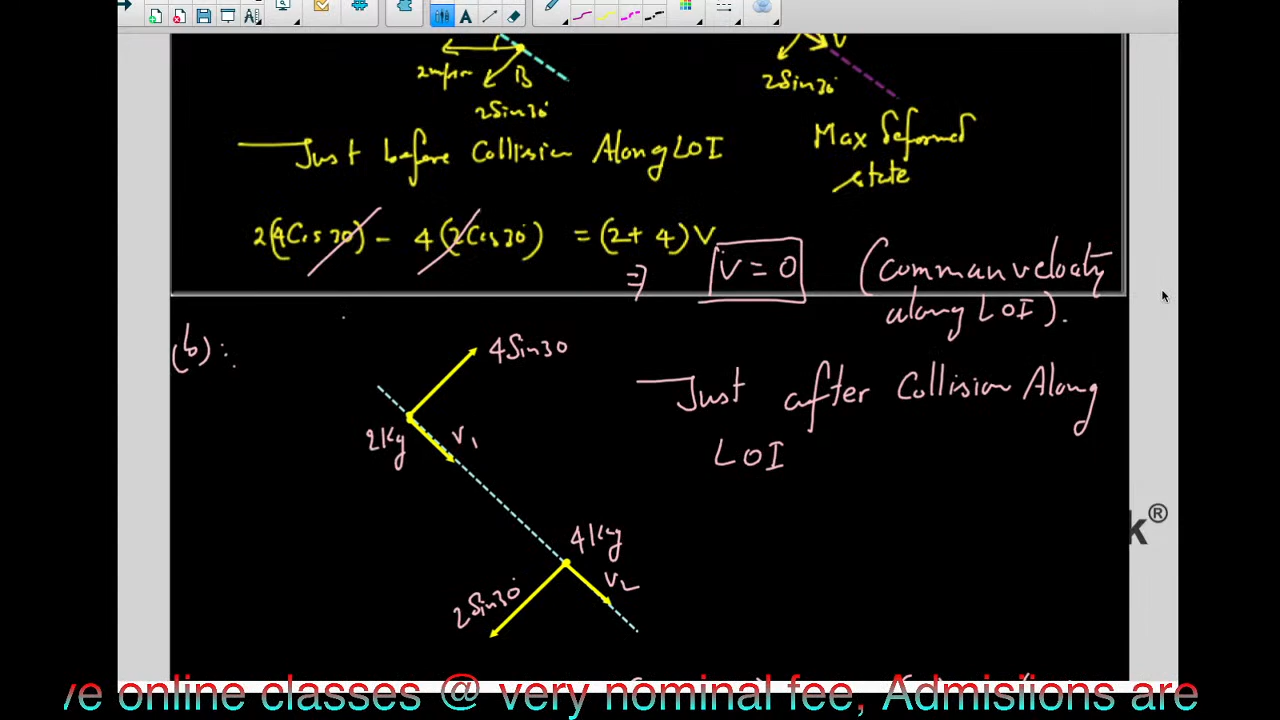 2m/s
B
2Sin30°
V
2Sin30°
Just before Collision Along LOI
Max deformed
state
2(4Cos30) - 4(2Cos30) = (2+4)V
⇒ V = 0 (comman velocity
along LOI).
(b):
4Sin30
2Kg
V1
Just after Collision Along
LOI
4Kg
V2
2Sin30°
k®
ve online classes @ very nominal fee, Admisiions are